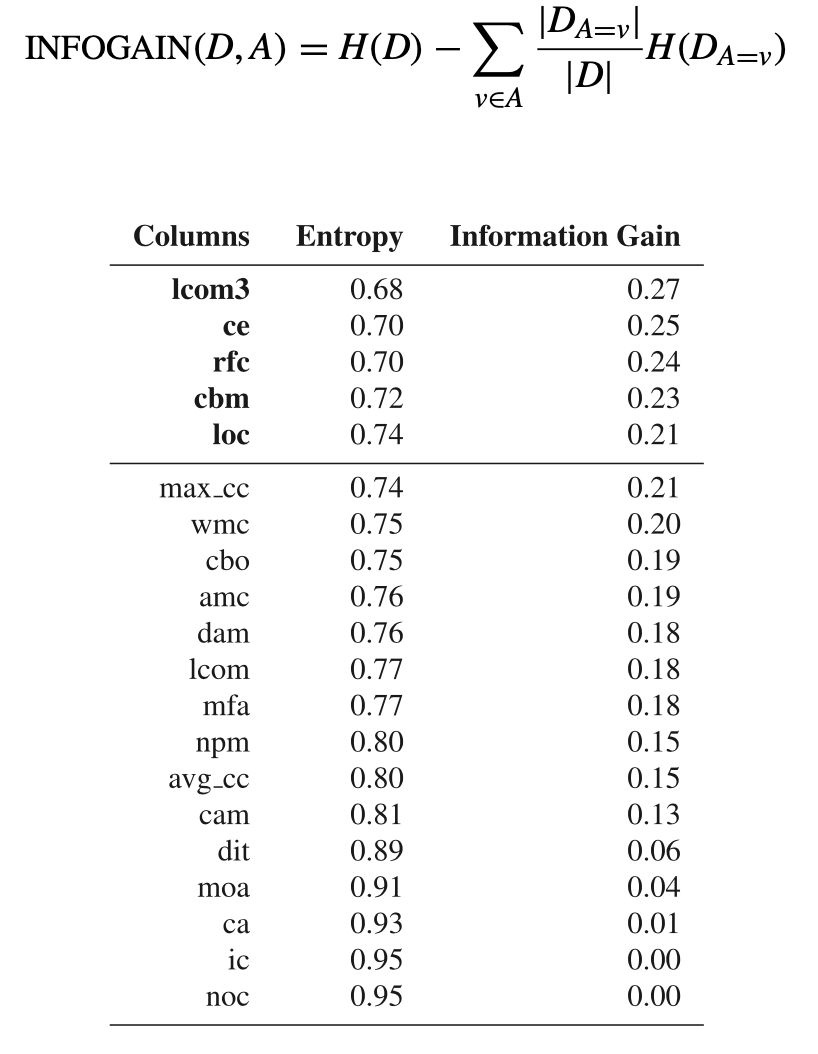 INFOGAIN(D, A) = H(D) − ∑_{v∈A} |D_{A=v}| / |D| H(D_{A=v})
Columns Entropy Information Gain
lcom3 0.68 0.27
ce 0.70 0.25
rfc 0.70 0.24
cbm 0.72 0.23
loc 0.74 0.21
max_cc 0.74 0.21
wmc 0.75 0.20
cbo 0.75 0.19
amc 0.76 0.19
dam 0.76 0.18
lcom 0.77 0.18
mfa 0.77 0.18
npm 0.80 0.15
avg_cc 0.80 0.15
cam 0.81 0.13
dit 0.89 0.06
moa 0.91 0.04
ca 0.93 0.01
ic 0.95 0.00
noc 0.95 0.00